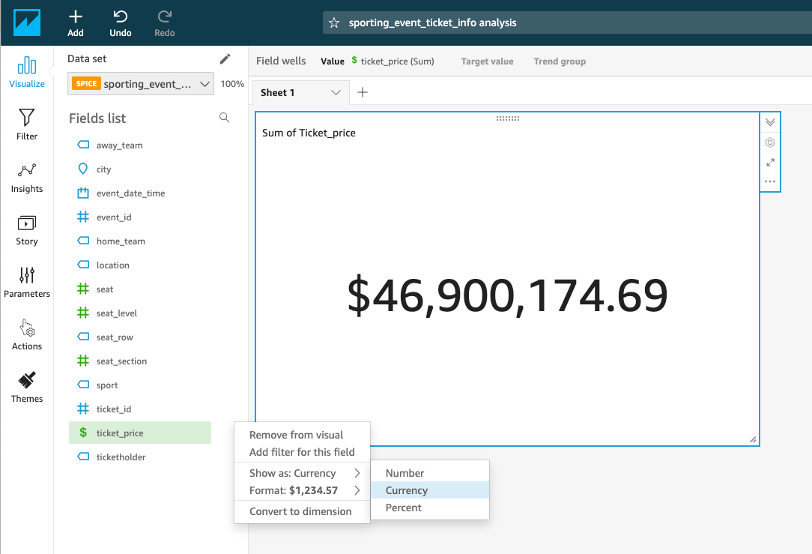 Add
Undo
Redo
sporting_event_ticket_info analysis
Visualize
Filter
Insights
Story
Parameters
Actions
Themes
Data set
SPICE sporting_event_... 100%
Fields list
away_team
city
event_date_time
event_id
home_team
location
seat
seat_level
seat_row
seat_section
sport
ticket_id
$ ticket_price
ticketholder
Field wells Value $ ticket_price (Sum) Target value Trend group
Sheet 1
Sum of Ticket_price
$46,900,174.69
Remove from visual
Add filter for this field
Show as: Currency
Format: $1,234.57
Convert to dimension
Number
Currency
Percent